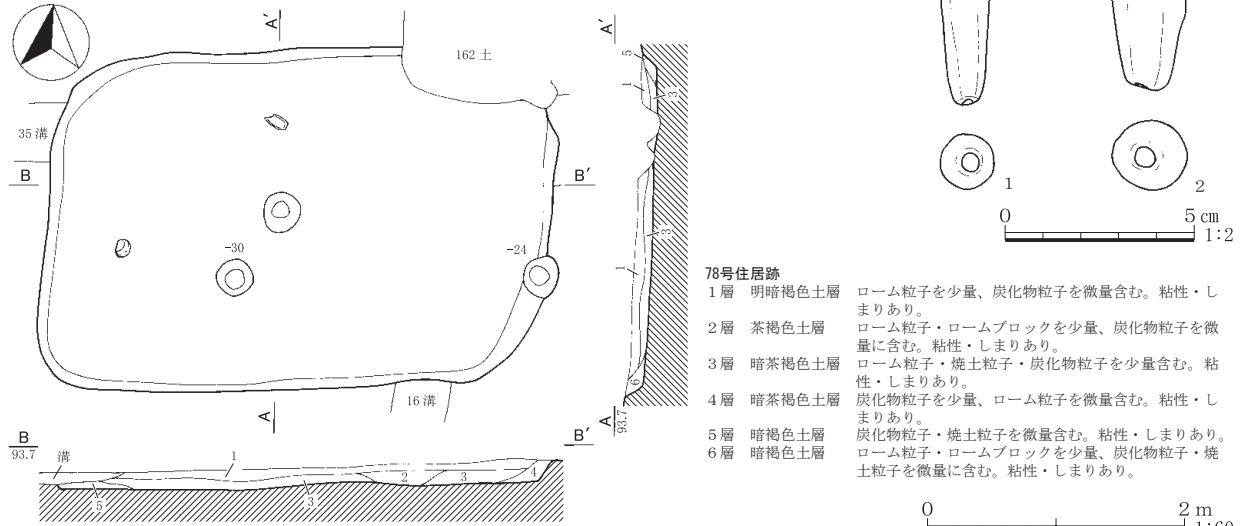 A′
A′
162 土
5
1
3
35 溝
B
B′
-30
-24
3
1
6
16 溝
A
A
93.7
B
93.7
B′
溝
1
2
3
4
5
3
1
2
0
5 cm
1:2
78号住居跡
1層 明暗褐色土層 ローム粒子を少量、炭化物粒子を微量含む。粘性・し
まりあり。
2層 茶褐色土層 ローム粒子・ロームブロックを少量、炭化物粒子を微
量に含む。粘性・しまりあり。
3層 暗茶褐色土層 ローム粒子・焼土粒子・炭化物粒子を少量含む。粘
性・しまりあり。
4層 暗茶褐色土層 炭化物粒子を少量、ローム粒子を微量含む。粘性・し
まりあり。
5層 暗褐色土層 炭化物粒子・焼土粒子を微量含む。粘性・しまりあり。
6層 暗褐色土層 ローム粒子・ロームブロックを少量、炭化物粒子・焼
土粒子を微量に含む。粘性・しまりあり。
0
2 m
1:60